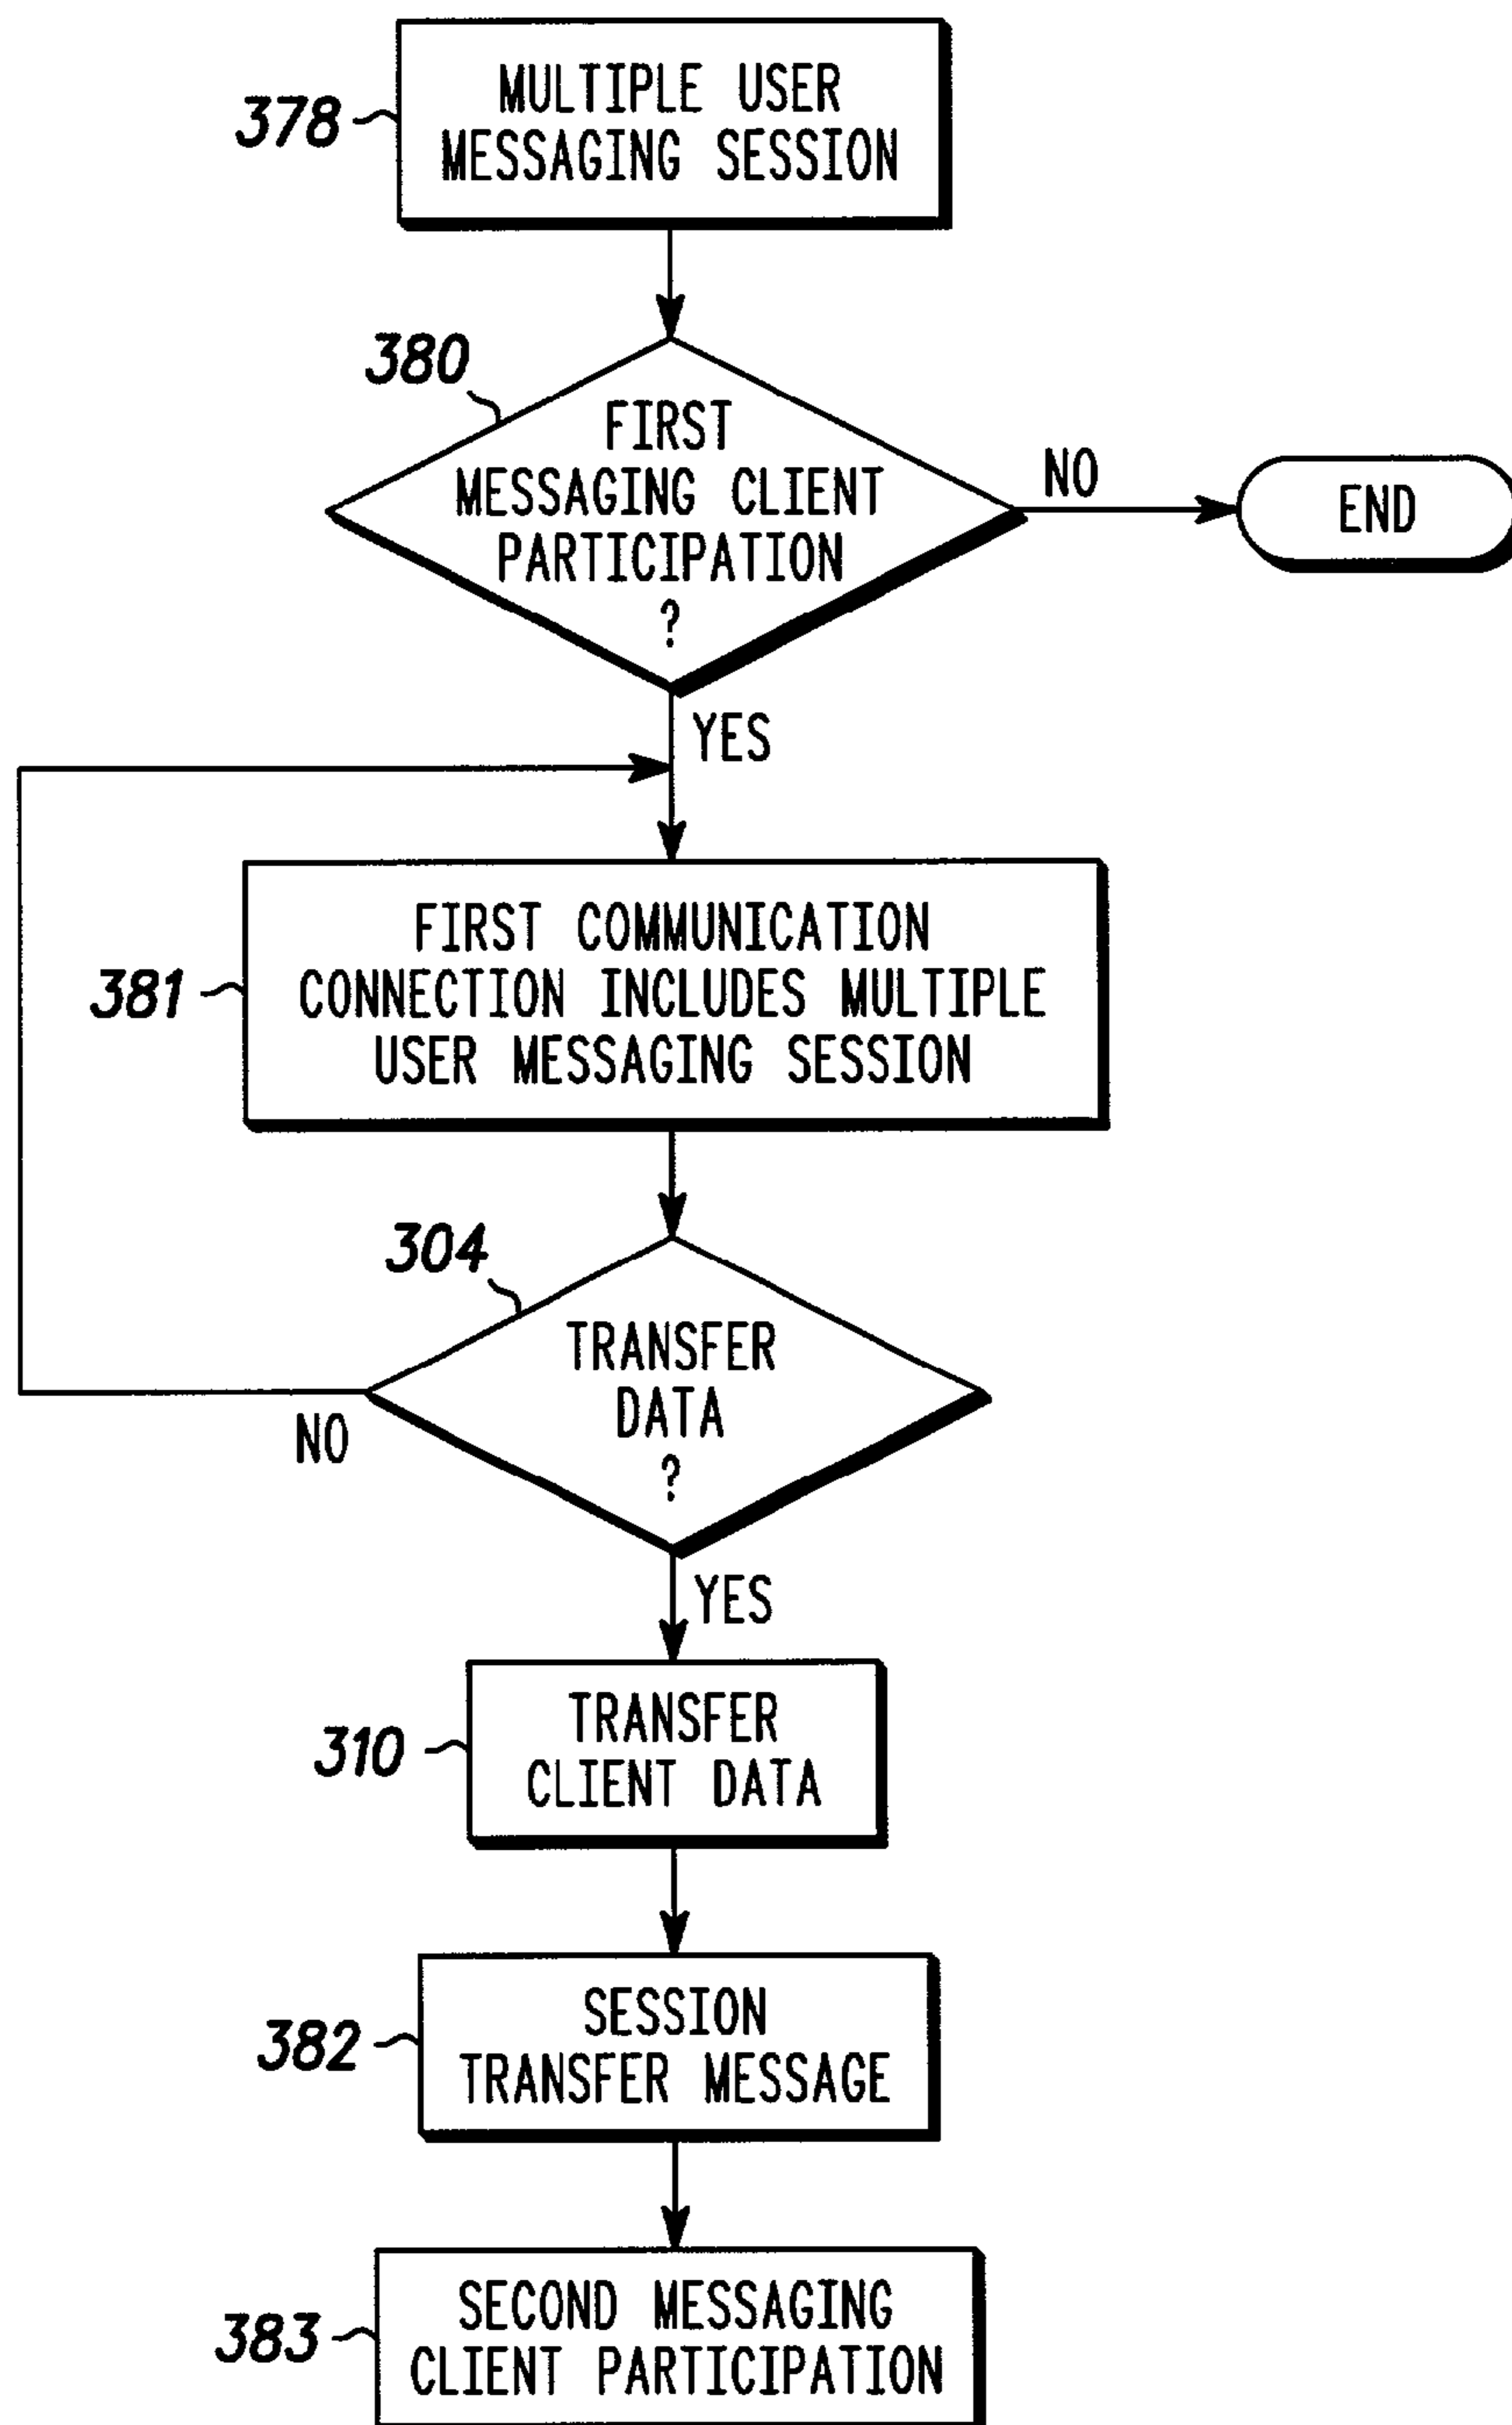 378
MULTIPLE USER
MESSAGING SESSION
380
FIRST
MESSAGING CLIENT
PARTICIPATION
?
NO
END
YES
381
FIRST COMMUNICATION
CONNECTION INCLUDES MULTIPLE
USER MESSAGING SESSION
304
TRANSFER
DATA
?
NO
YES
310
TRANSFER
CLIENT DATA
382
SESSION
TRANSFER MESSAGE
383
SECOND MESSAGING
CLIENT PARTICIPATION